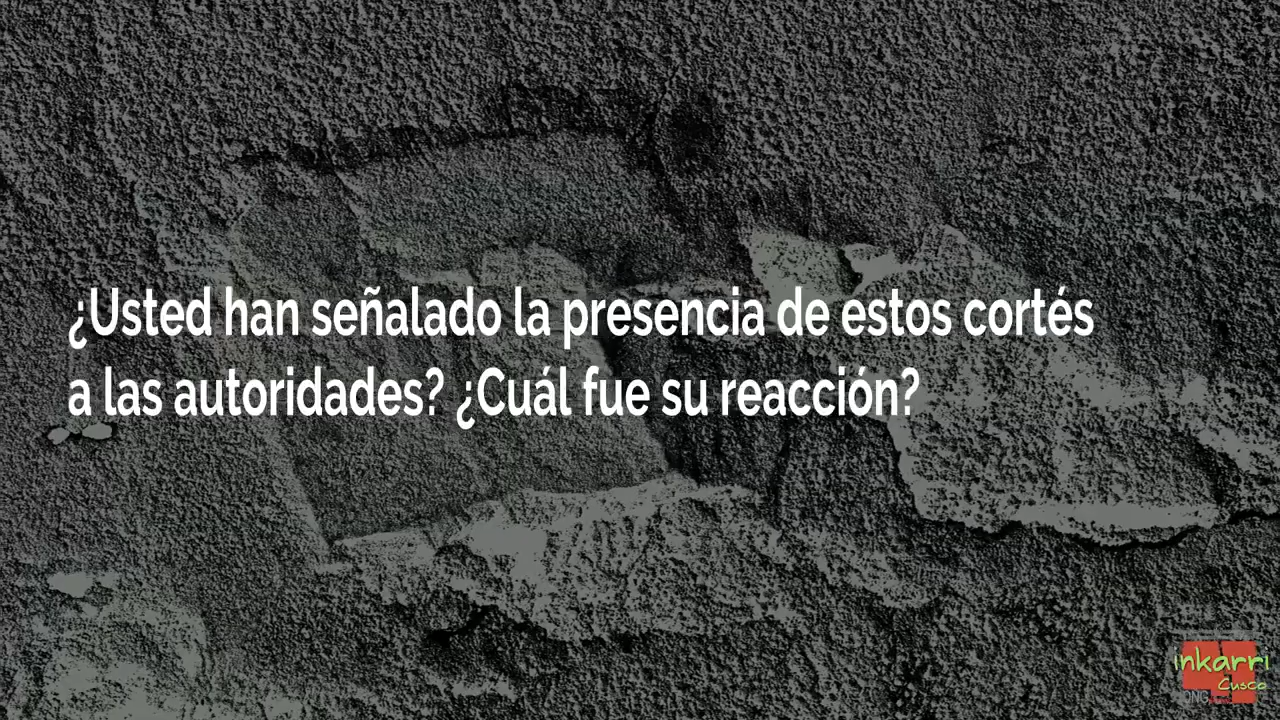 ¿Usted han señalado la presencia de estos cortés
a las autoridades? ¿Cuál fue su reacción?
inkarri
Cusco